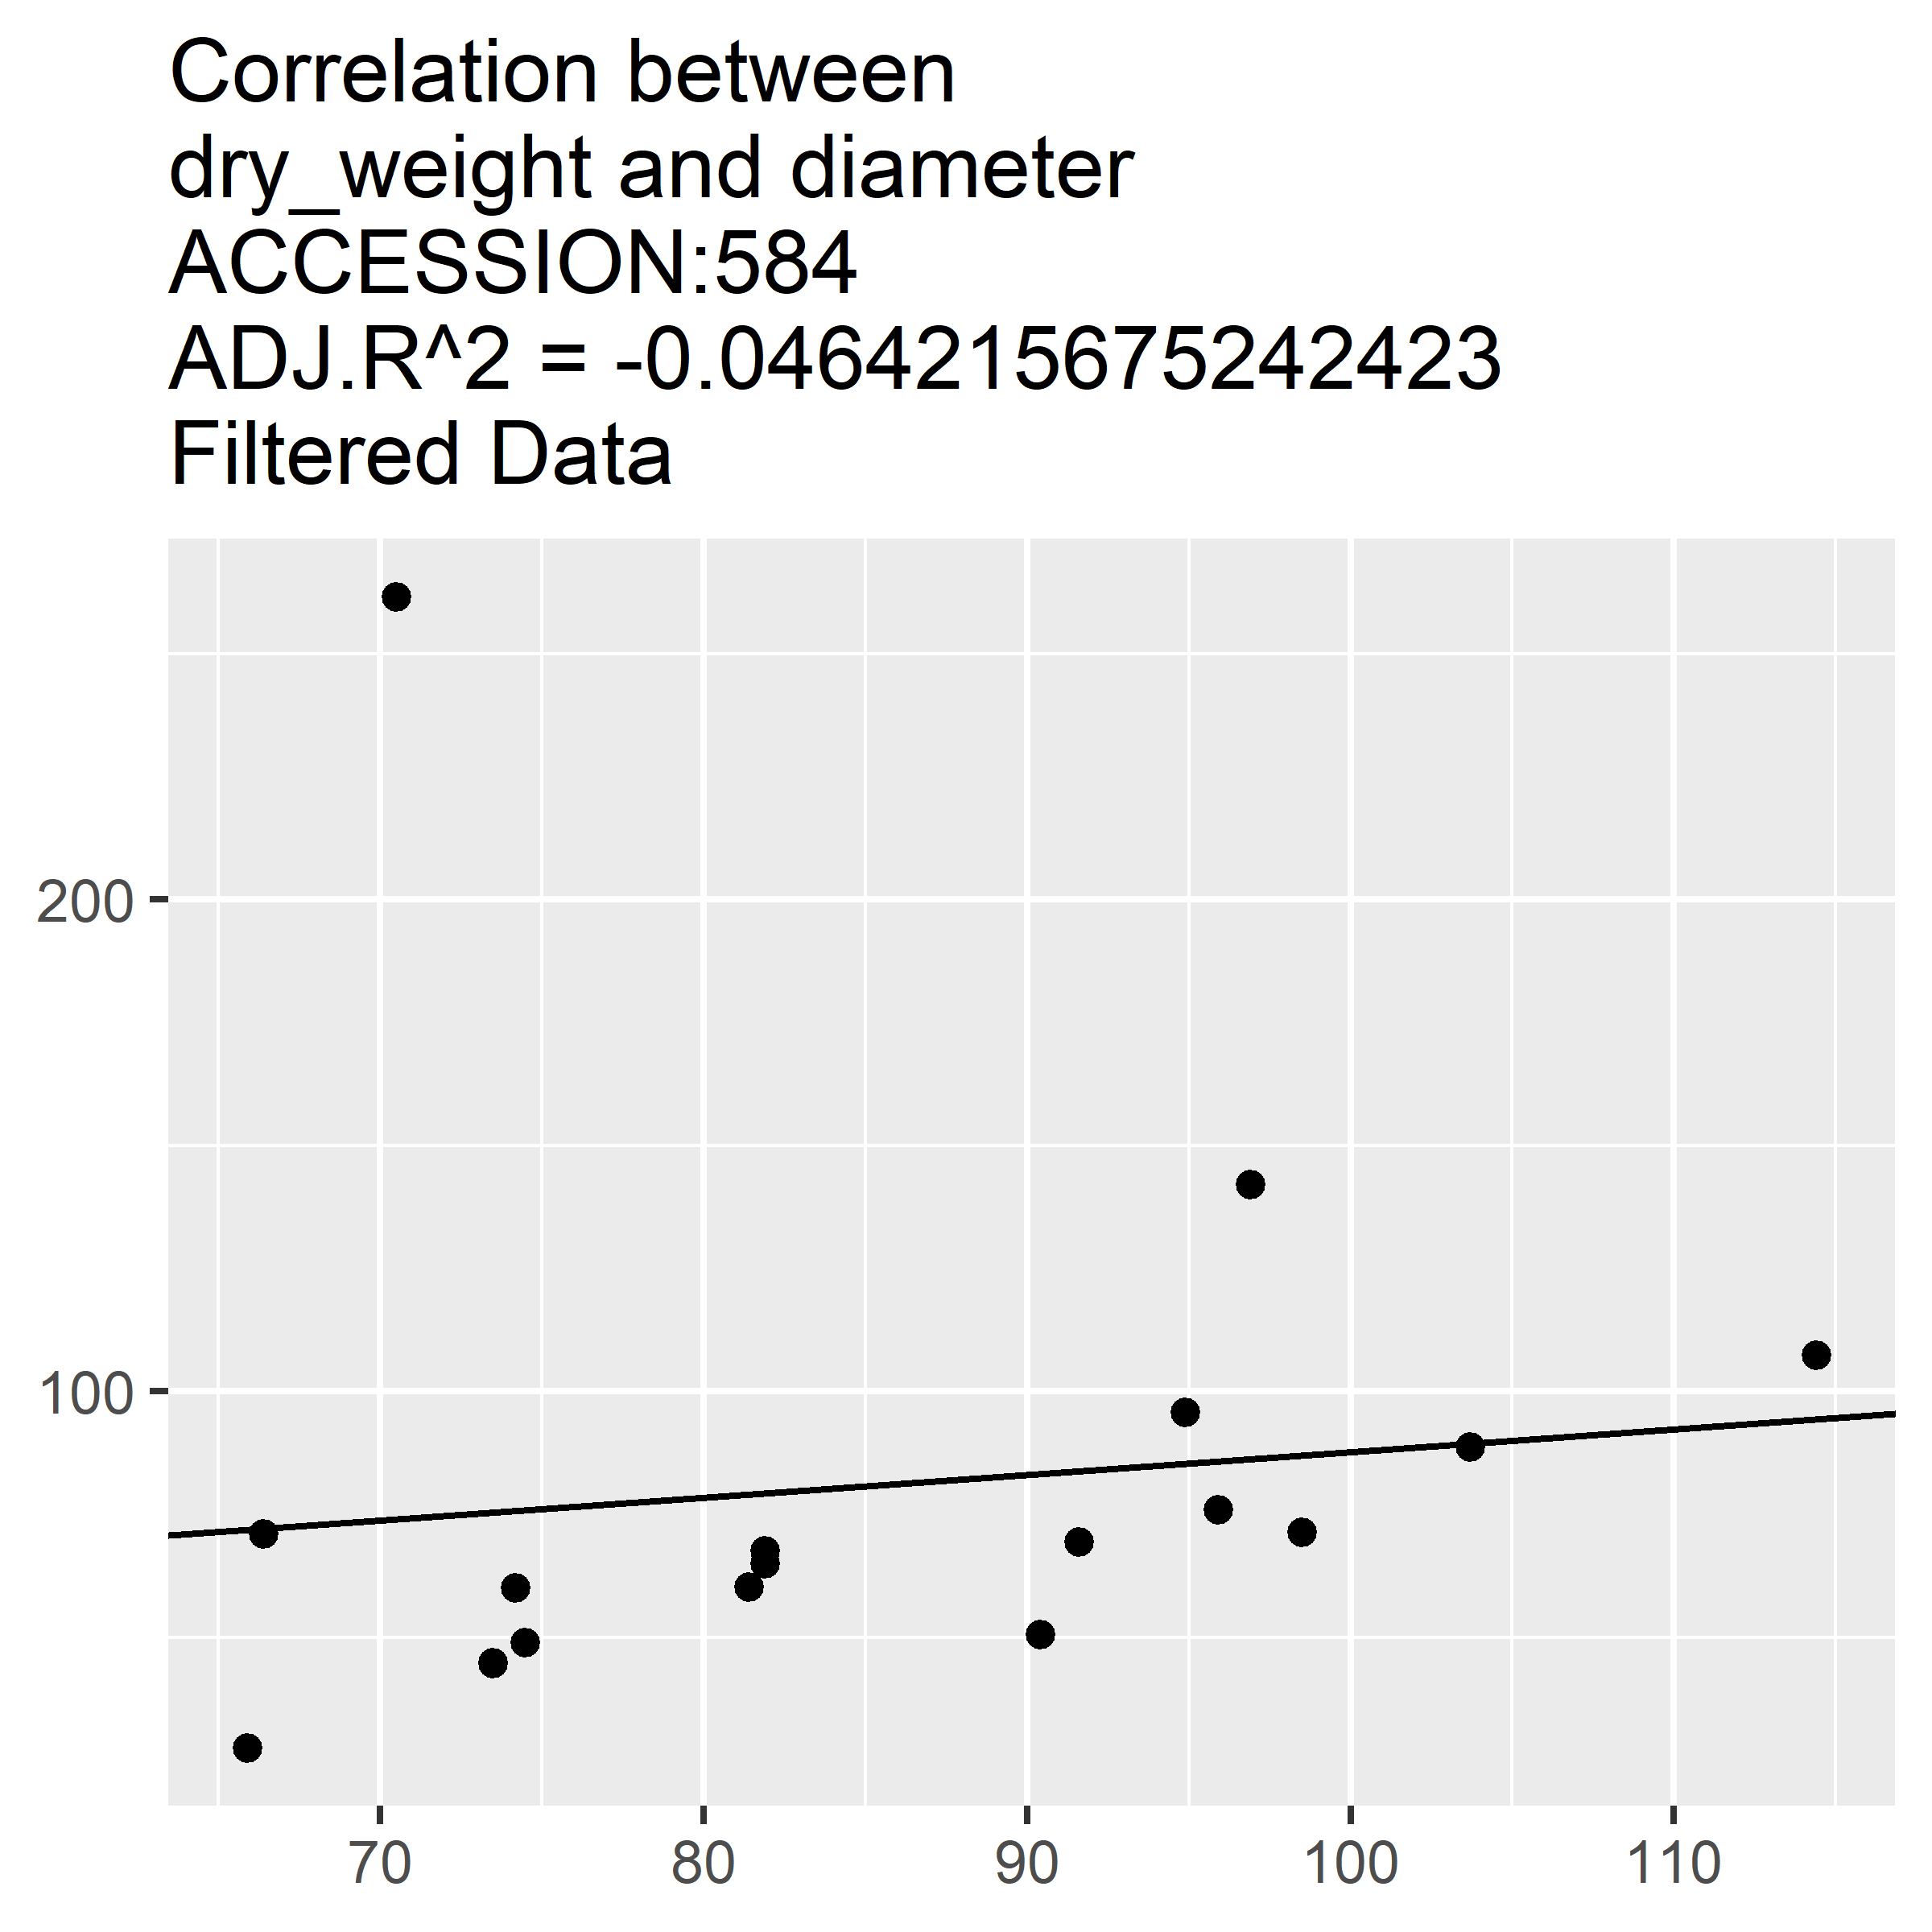 Correlation between
dry_weight and diameter
ACCESSION:584
ADJ.R^2 = -0.0464215675242423
Filtered Data
200
100
70 80 90 100 110